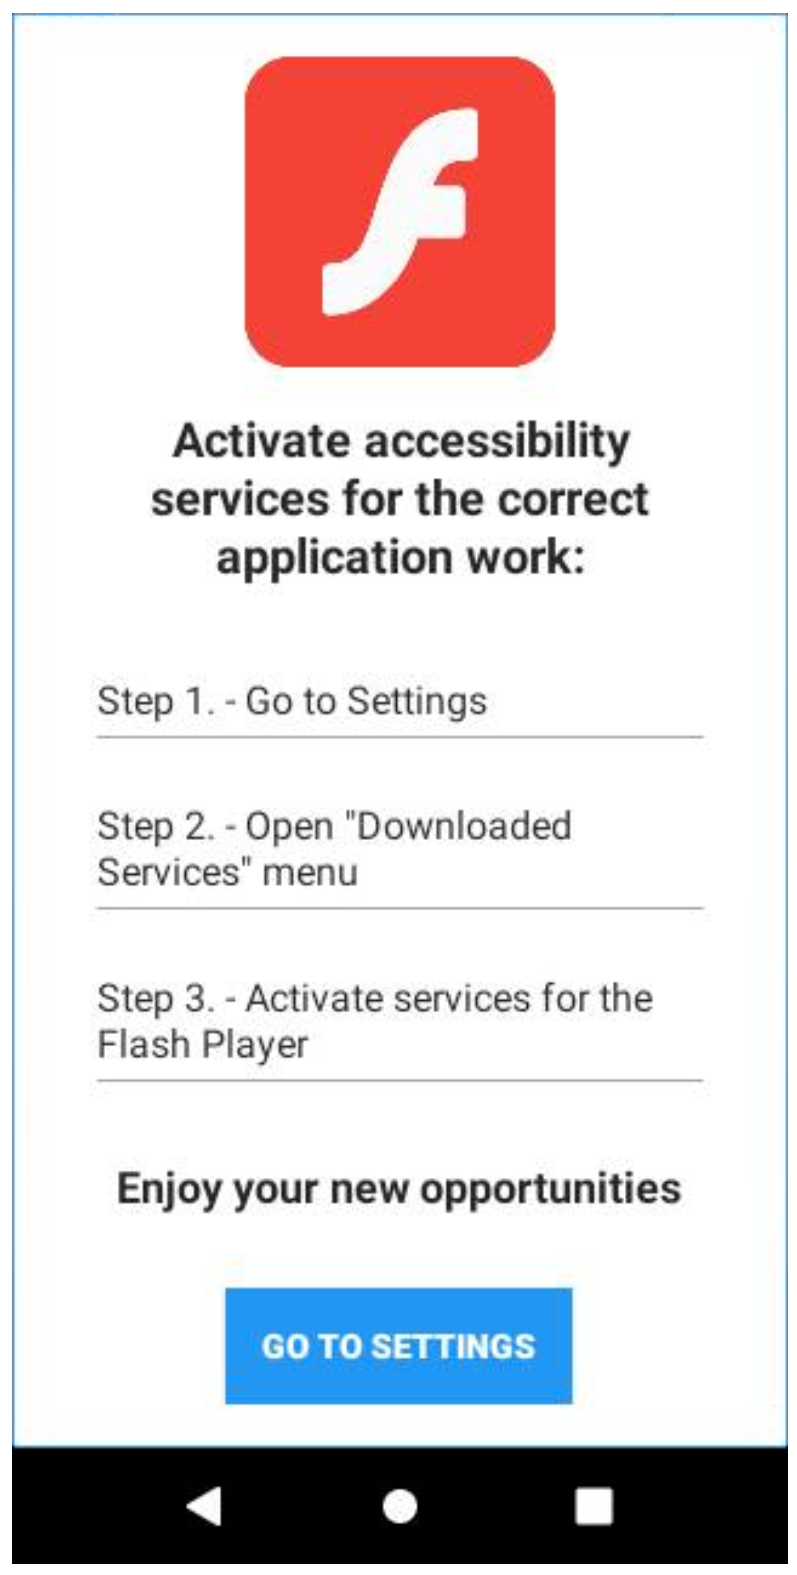 Activate accessibility
services for the correct
application work:
Step 1. - Go to Settings
Step 2. - Open "Downloaded
Services" menu
Step 3. - Activate services for the
Flash Player
Enjoy your new opportunities
GO TO SETTINGS